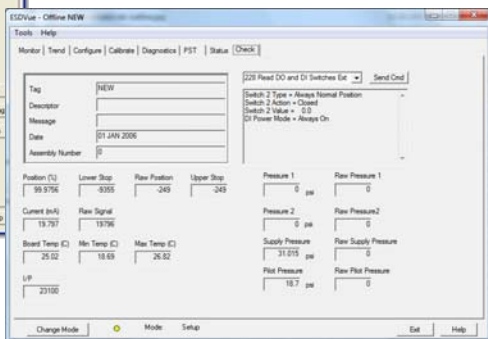 ESDVue - Offline NEW
Tools Help
Monitor Trend Configure Calibrate Diagnostics PST Status Check
Tag NEW
Descriptor
Message
Date 01 JAN 2006
Assembly Number 0
228 Read DO and DI Switches Ext Send Cmd
Switch 2 Type = Always Normal Position
Switch 2 Action = Closed
Switch 2 Value = 0.0
DI Power Mode = Always On
Position (%) Lower Stop Raw Position Upper Stop Pressure 1 Raw Pressure 1
99.9756 -9355 -249 -249 0 psi 0
Current (mA) Raw Signal Pressure 2 Raw Pressure2
19.797 19796 0 psi 0
Board Temp (C) Min Temp (C) Max Temp (C) Supply Pressure Raw Supply Pressure
25.02 18.69 26.82 31.015 psi 0
I/P Pilot Pressure Raw Pilot Pressure
23100 18.7 psi 0
Change Mode Mode: Setup Exit Help